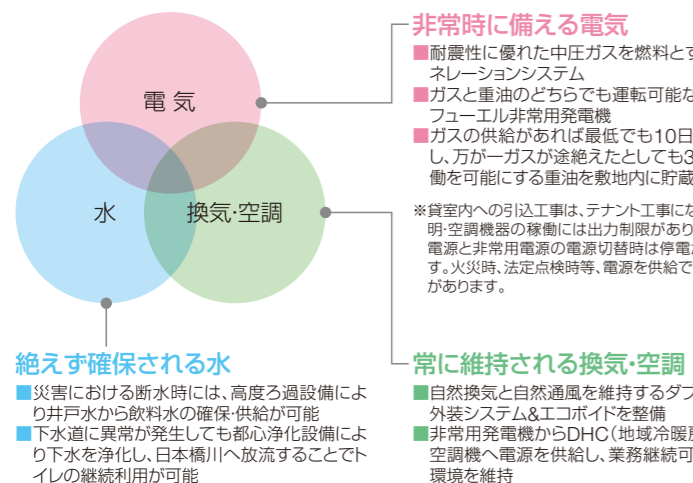 電気
水
換気・空調
非常時に備える電気
■耐震性に優れた中圧ガスを燃料とす
ネレーションシステム
■ガスと重油のどちらでも運転可能な
フューエル非常用発電機
■ガスの供給があれば最低でも10日
し、万が一ガスが途絶えたとしても3
働を可能にする重油を敷地内に貯蔵
※貸室内への引込工事は、テナント工事にな
明・空調機器の稼働には出力制限があり
電源と非常用電源の電源切替時は停電
す。火災時、法定点検時等、電源を供給で
があります。
絶えず確保される水
■災害における断水時には、高度ろ過設備によ
り井戸水から飲料水の確保・供給が可能
■下水道に異常が発生しても都心浄化設備によ
り下水を浄化し、日本橋川へ放流することでト
イレの継続利用が可能
常に維持される換気・空調
■自然換気と自然通風を維持するダブ
外装システム&エコボイドを整備
■非常用発電機からDHC（地域冷暖
空調機へ電源を供給し、業務継続可
環境を維持